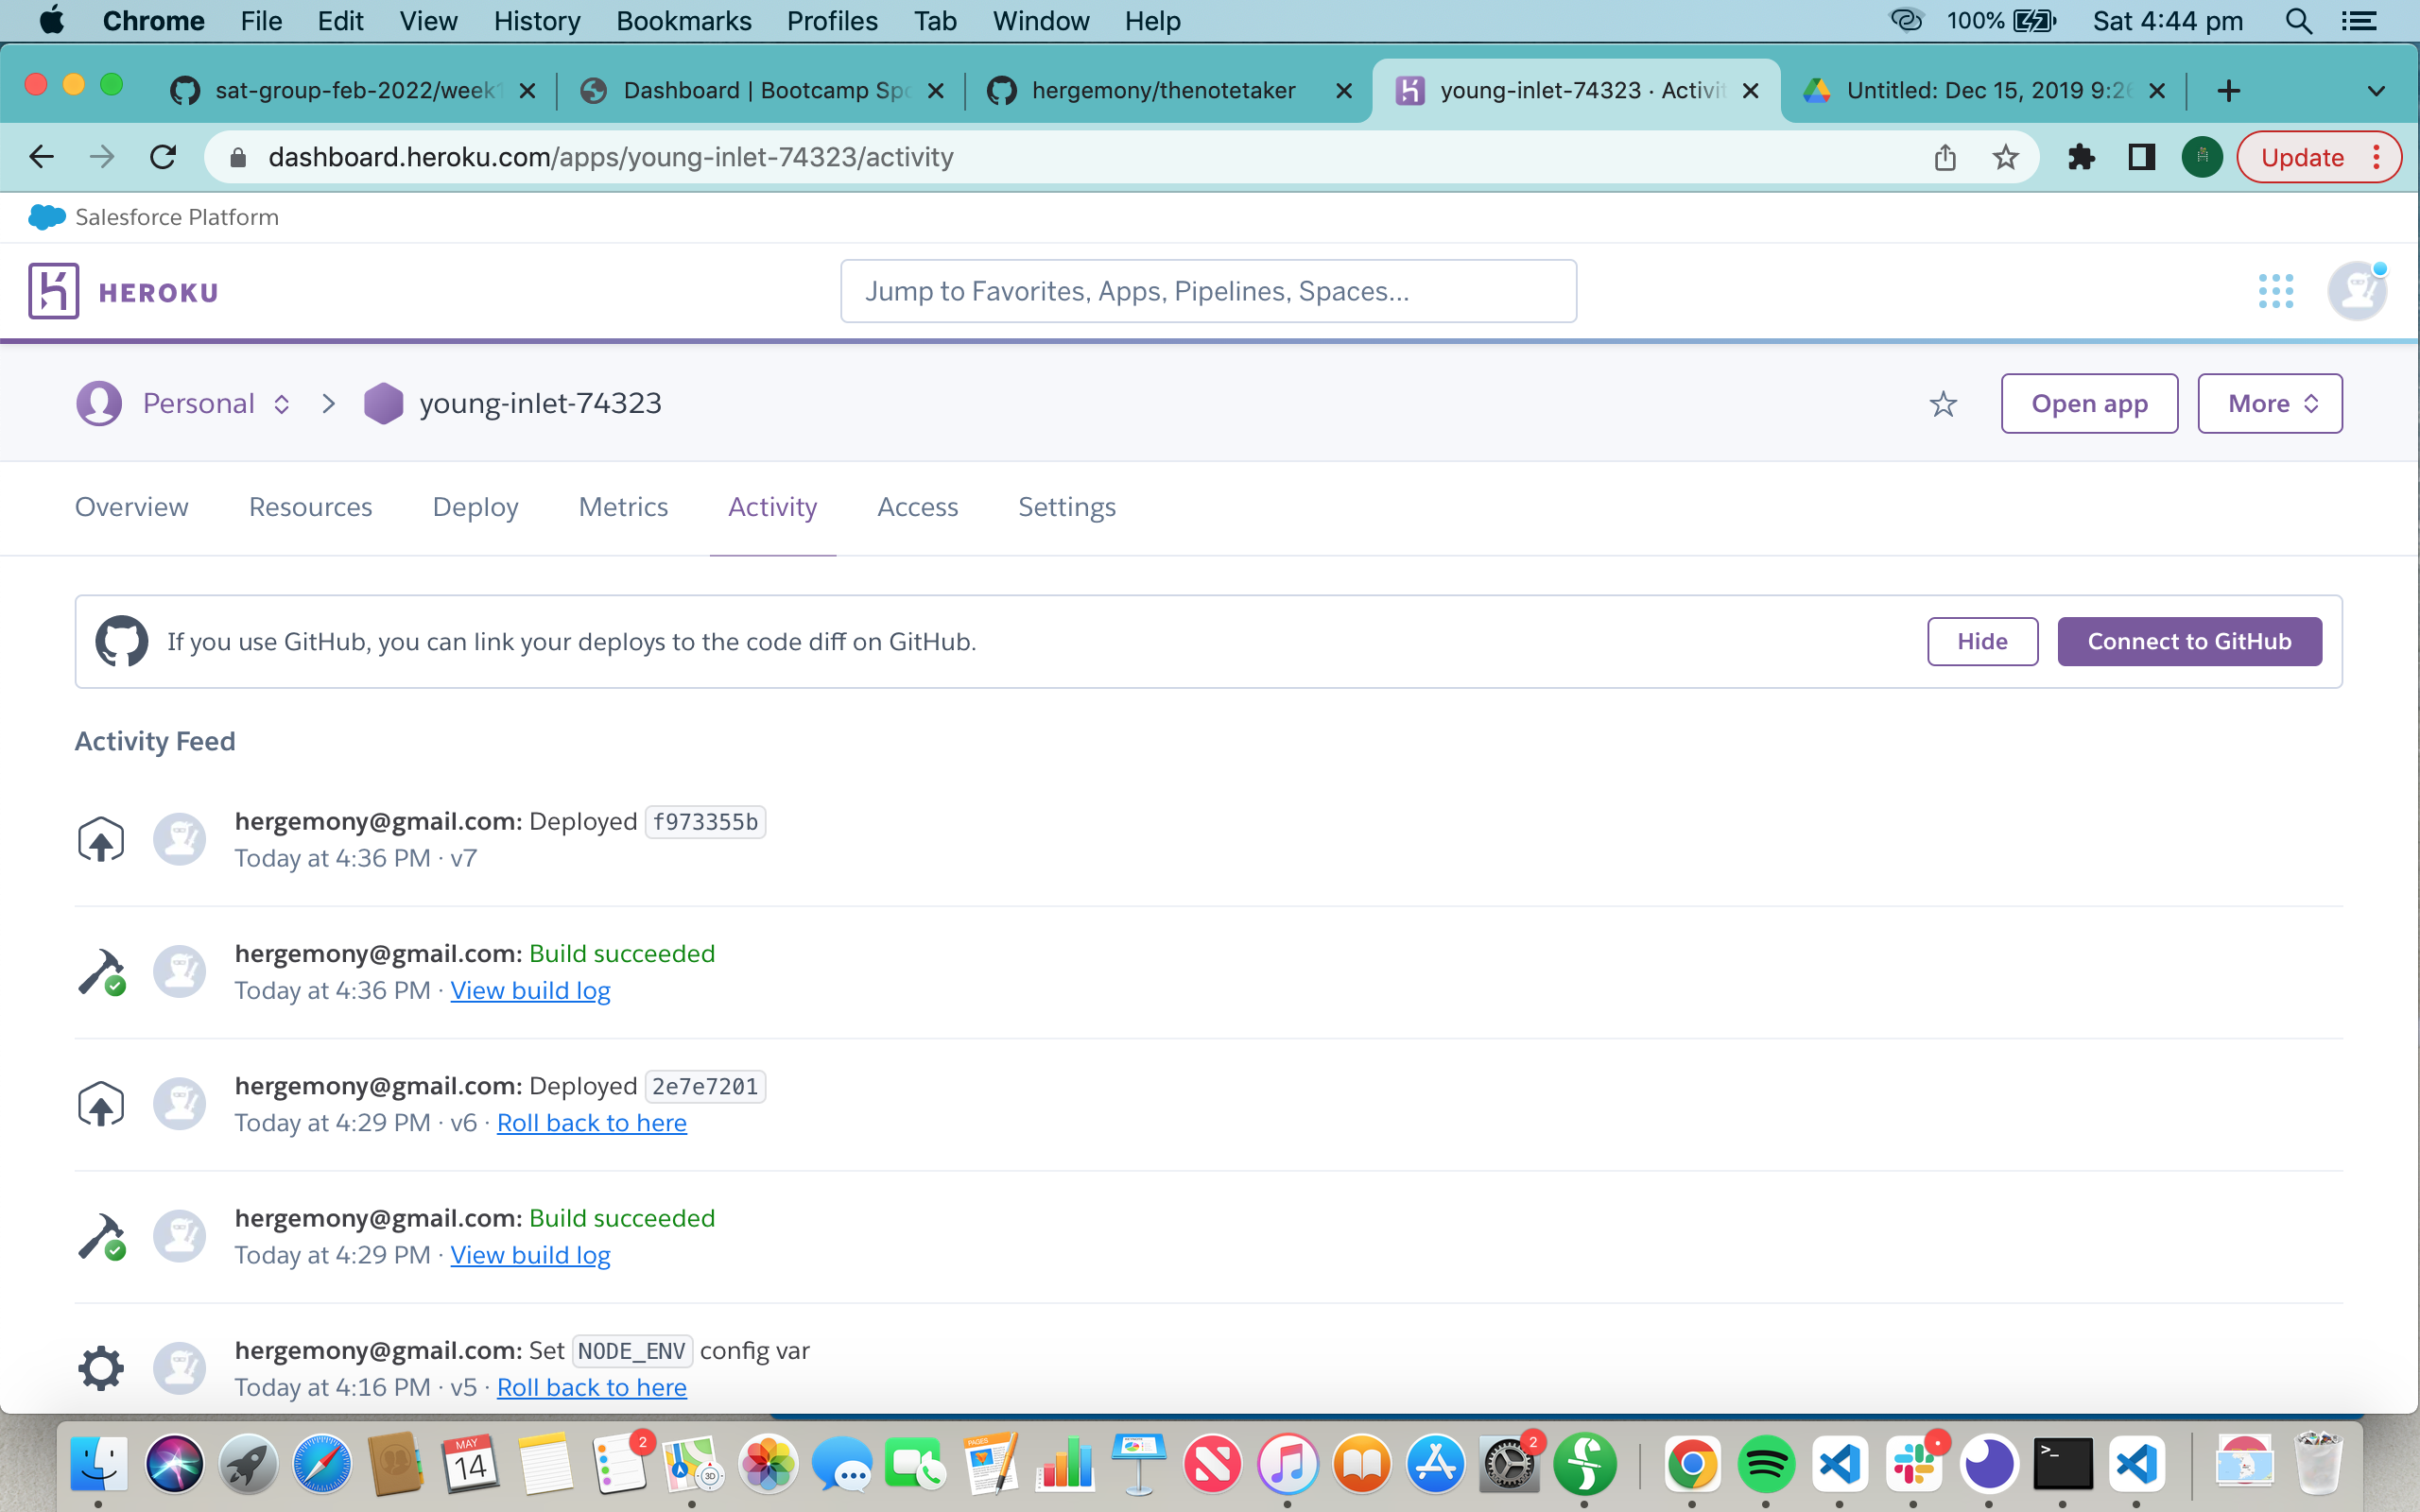 Chrome File Edit View History Bookmarks Profiles Tab Window Help 100% Sat 4:44 pm
sat-group-feb-2022/week1 Dashboard | Bootcamp Spo hergemony/thenotetaker young-inlet-74323 · Activit Untitled: Dec 15, 2019 9:26
dashboard.heroku.com/apps/young-inlet-74323/activity Update
Salesforce Platform
HEROKU Jump to Favorites, Apps, Pipelines, Spaces...
Personal young-inlet-74323 Open app More
Overview Resources Deploy Metrics Activity Access Settings
If you use GitHub, you can link your deploys to the code diff on GitHub. Hide Connect to GitHub
Activity Feed
hergemony@gmail.com: Deployed f973355b
Today at 4:36 PM · v7
hergemony@gmail.com: Build succeeded
Today at 4:36 PM · View build log
hergemony@gmail.com: Deployed 2e7e7201
Today at 4:29 PM · v6 · Roll back to here
hergemony@gmail.com: Build succeeded
Today at 4:29 PM · View build log
hergemony@gmail.com: Set NODE_ENV config var
Today at 4:16 PM · v5 · Roll back to here
MAY
14
2
3D
PAGES
2
>_